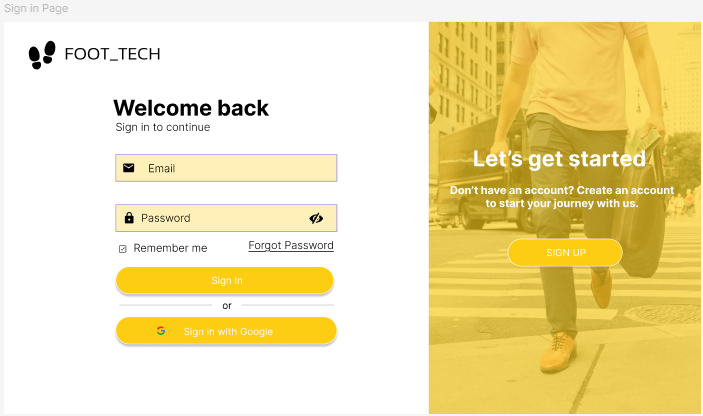 Sign in Page
FOOT_TECH
Welcome back
Sign in to continue
Email
Password
Remember me
Forgot Password
Sign In
or
Sign in with Google
Let's get started
Don't have an account? Create an account
to start your journey with us.
SIGN UP